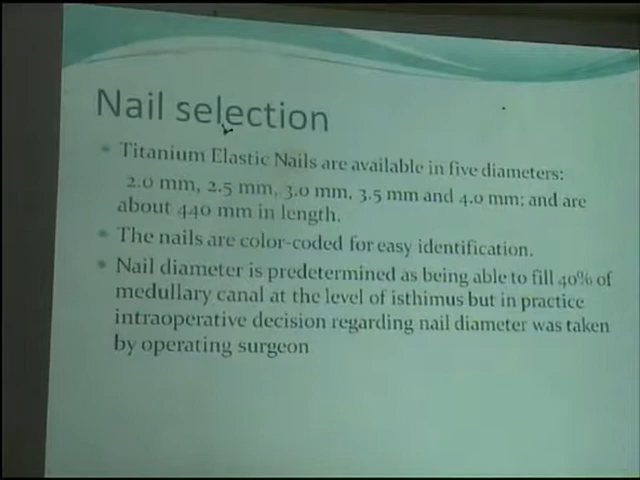 Nail selection
Titanium Elastic Nails are available in five diameters:
2.0 mm, 2.5 mm, 3.0 mm, 3.5 mm and 4.0 mm; and are
about 440 mm in length.
The nails are color-coded for easy identification.
Nail diameter is predetermined as being able to fill 40% of
medullary canal at the level of isthimus but in practice
intraoperative decision regarding nail diameter was taken
by operating surgeon